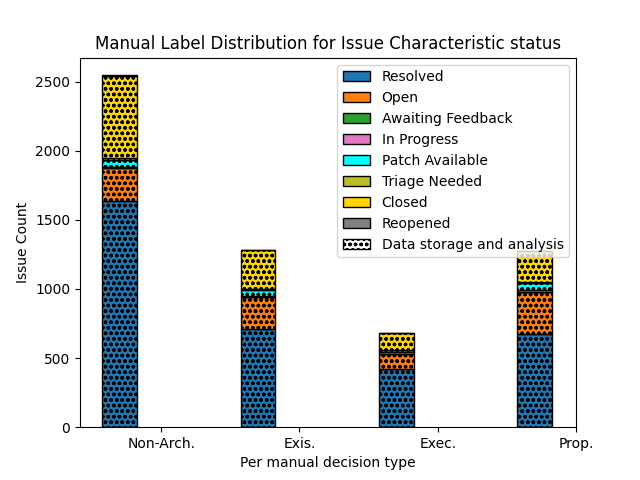 Manual Label Distribution for Issue Characteristic status
Issue Count
2500
2000
1500
1000
500
0
Resolved
Open
Awaiting Feedback
In Progress
Patch Available
Triage Needed
Closed
Reopened
Data storage and analysis
Non-Arch.
Exis.
Exec.
Prop.
Per manual decision type